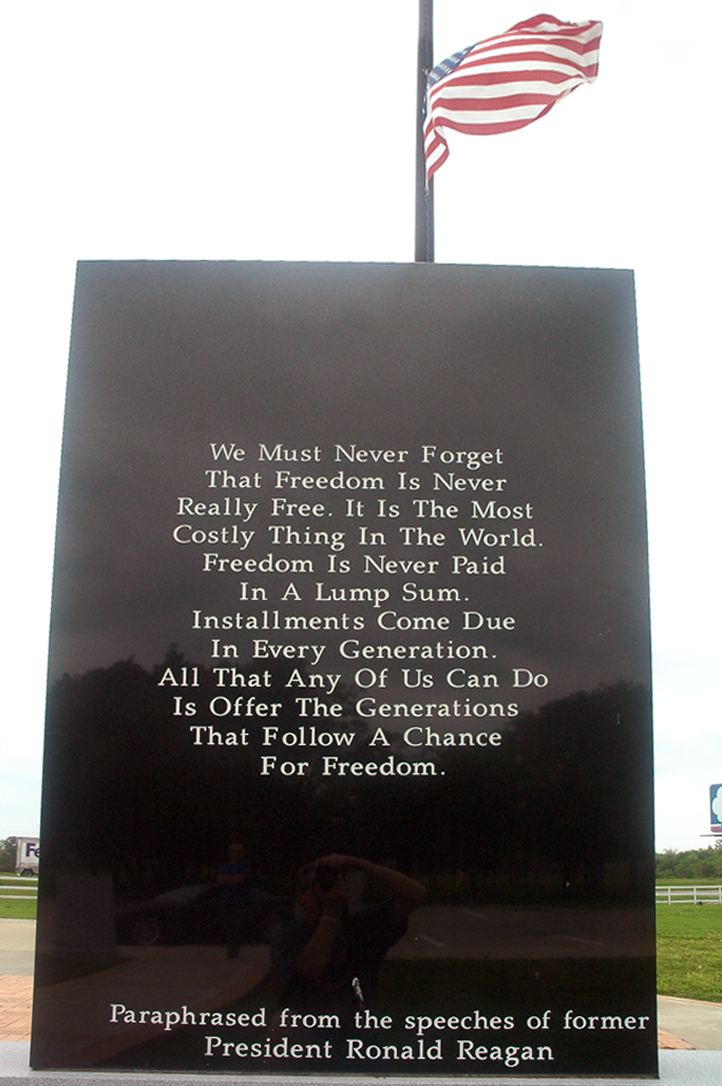 We Must Never Forget
That Freedom Is Never
Really Free. It Is The Most
Costly Thing In The World.
Freedom Is Never Paid
In A Lump Sum.
Installments Come Due
In Every Generation.
All That Any Of Us Can Do
Is Offer The Generations
That Follow A Chance
For Freedom.
Fe
Paraphrased from the speeches of former
President Ronald Reagan